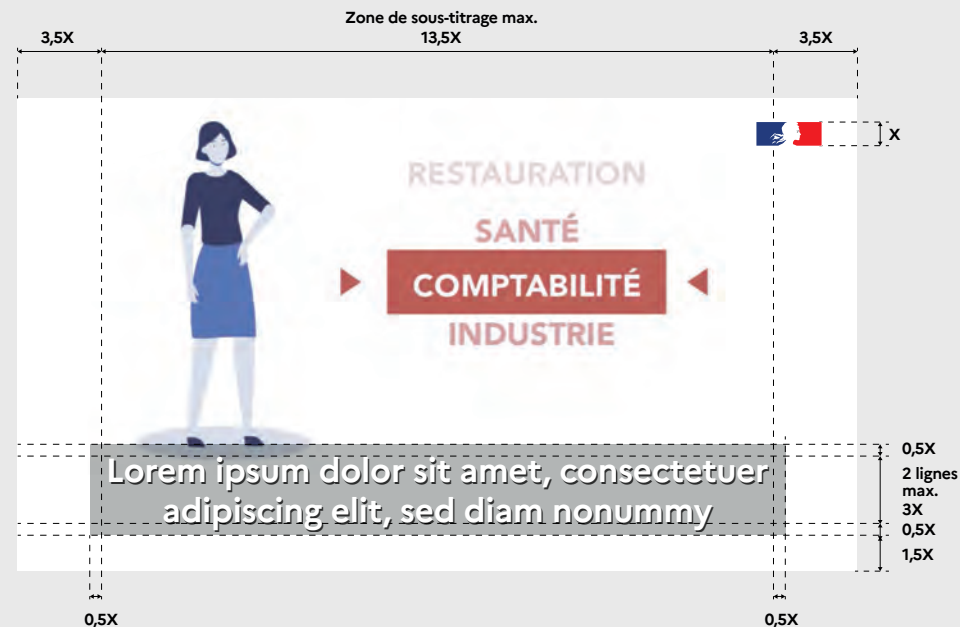 Zone de sous-titrage max.
3,5X
13,5X
3,5X
X
RESTAURATION
SANTÉ
COMPTABILITÉ
INDUSTRIE
0,5X
2 lignes
max.
3X
0,5X
1,5X
Lorem ipsum dolor sit amet, consectetuer
adipiscing elit, sed diam nonummy
0,5X
0,5X